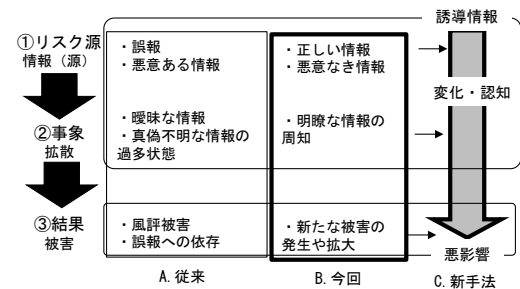 誘導情報
①リスク源
情報（源）
・誤報
・悪意ある情報
・正しい情報
・悪意なき情報
変化・認知
②事象
拡散
・曖昧な情報
・真偽不明な情報の
過多状態
・明瞭な情報の
周知
③結果
被害
・風評被害
・誤報への依存
・新たな被害の
発生や拡大
悪影響
A.従来
B.今回
C.新手法